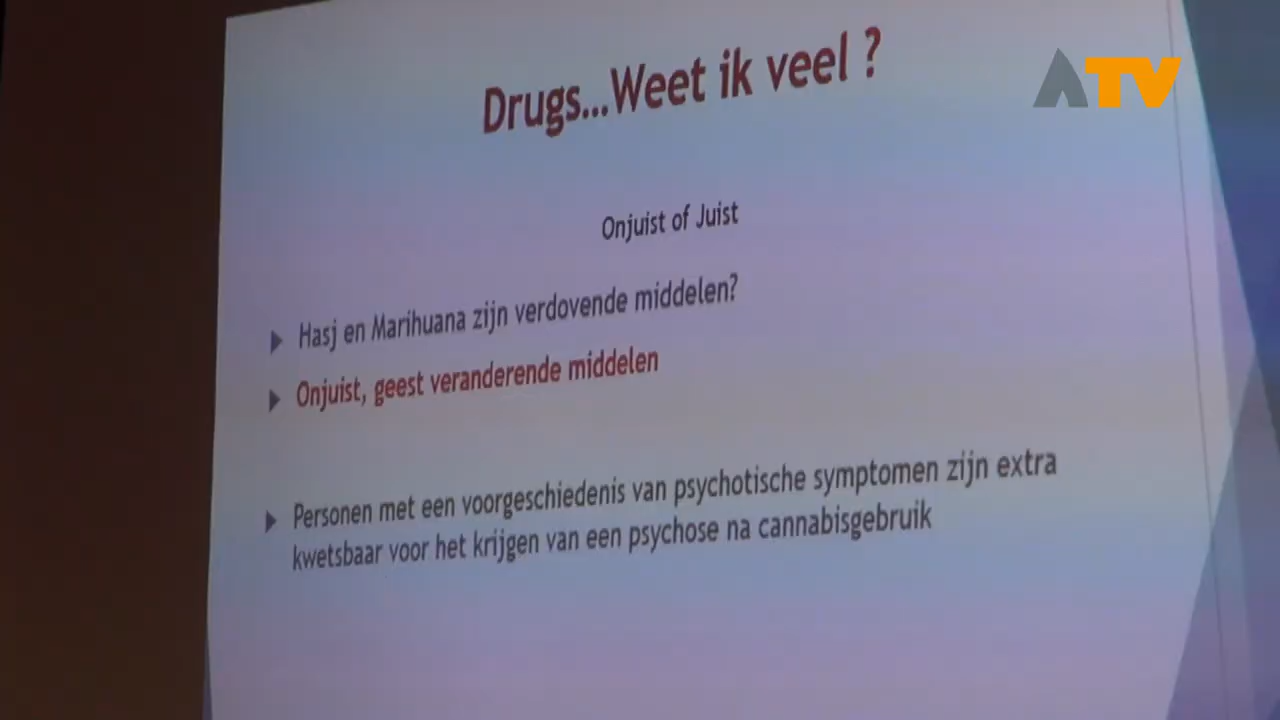 Drugs...Weet ik veel ?
ATV
Onjuist of Juist
Hasj en Marihuana zijn verdovende middelen?
Onjuist, geest veranderende middelen
Personen met een voorgeschiedenis van psychotische symptomen zijn extra
kwetsbaar voor het krijgen van een psychose na cannabisgebruik